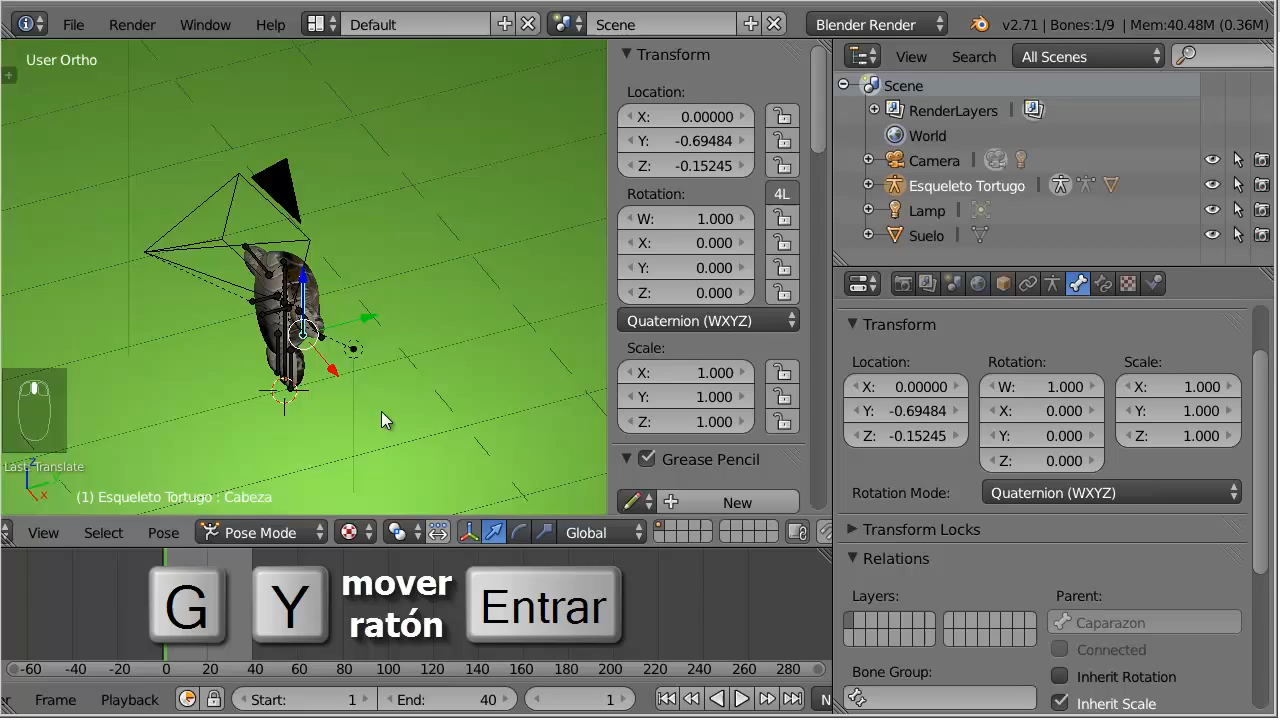 File Render Window Help Default Scene Blender Render v2.71 | Bones:1/9 | Mem:40.48M (0.36M)
User Ortho
Transform
Location:
X: 0.00000
Y: -0.69484
Z: -0.15245
Rotation: 4L
W: 1.000
X: 0.000
Y: 0.000
Z: 0.000
Quaternion (WXYZ)
Scale:
X: 1.000
Y: 1.000
Z: 1.000
Grease Pencil
New
View Search All Scenes
Scene
RenderLayers
World
Camera
Esqueleto Tortugo
Lamp
Suelo
Transform
Location: Rotation: Scale:
X: 0.00000 W: 1.000 X: 1.000
Y: -0.69484 X: 0.000 Y: 1.000
Z: -0.15245 Y: 0.000 Z: 1.000
Z: 0.000
Rotation Mode: Quaternion (WXYZ)
Transform Locks
Relations
Layers: Parent:
Caparazon
Connected
Bone Group: Inherit Rotation
Inherit Scale
Last: Translate
Z
Y
X
(1) Esqueleto Tortugo : Cabeza
View Select Pose Pose Mode Global
G Y mover ratón Entrar
-60 -40 -20 0 20 40 60 80 100 120 140 160 180 200 220 240 260 280
Frame Playback Start: 1 End: 40 1